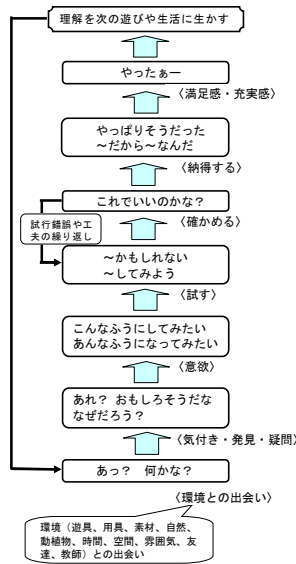 理解を次の遊びや生活に生かす
やったぁー
〈満足感・充実感〉
やっぱりそうだった
～だから～なんだ
〈納得する〉
これでいいのかな？
〈確かめる〉
試行錯誤や工
夫の繰り返し
～かもしれない
～してみよう
〈試す〉
こんなふうにしてみたい
あんなふうになってみたい
〈意欲〉
あれ？ おもしろそうだな
なぜだろう？
〈気付き・発見・疑問〉
あっ？ 何かな？
〈環境との出会い〉
環境（遊具、用具、素材、自然、
動植物、時間、空間、雰囲気、友
達、教師）との出会い